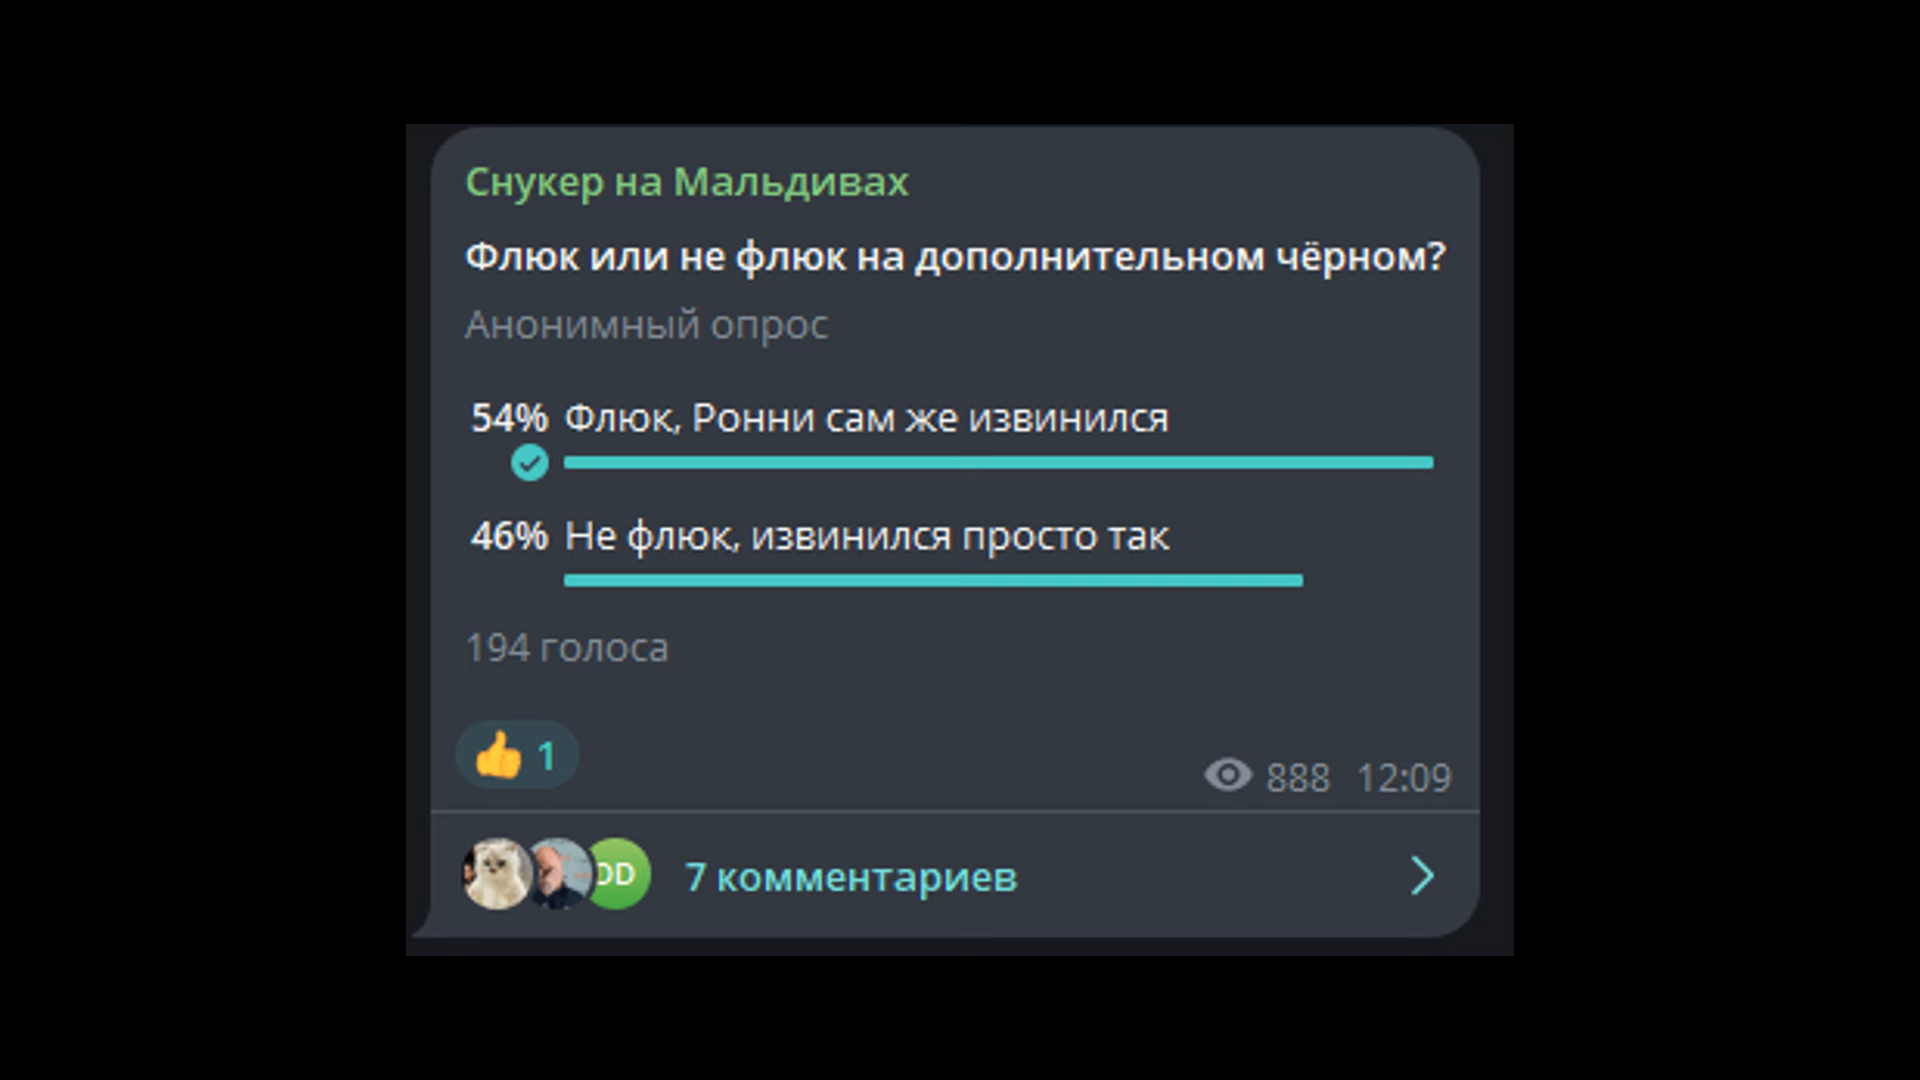 Снукер на Мальдивах
Флюк или не флюк на дополнительном чёрном?
Анонимный опрос
54% Флюк, Ронни сам же извинился
46% Не флюк, извинился просто так
194 голоса
👍 1
888 12:09
DD 7 комментариев